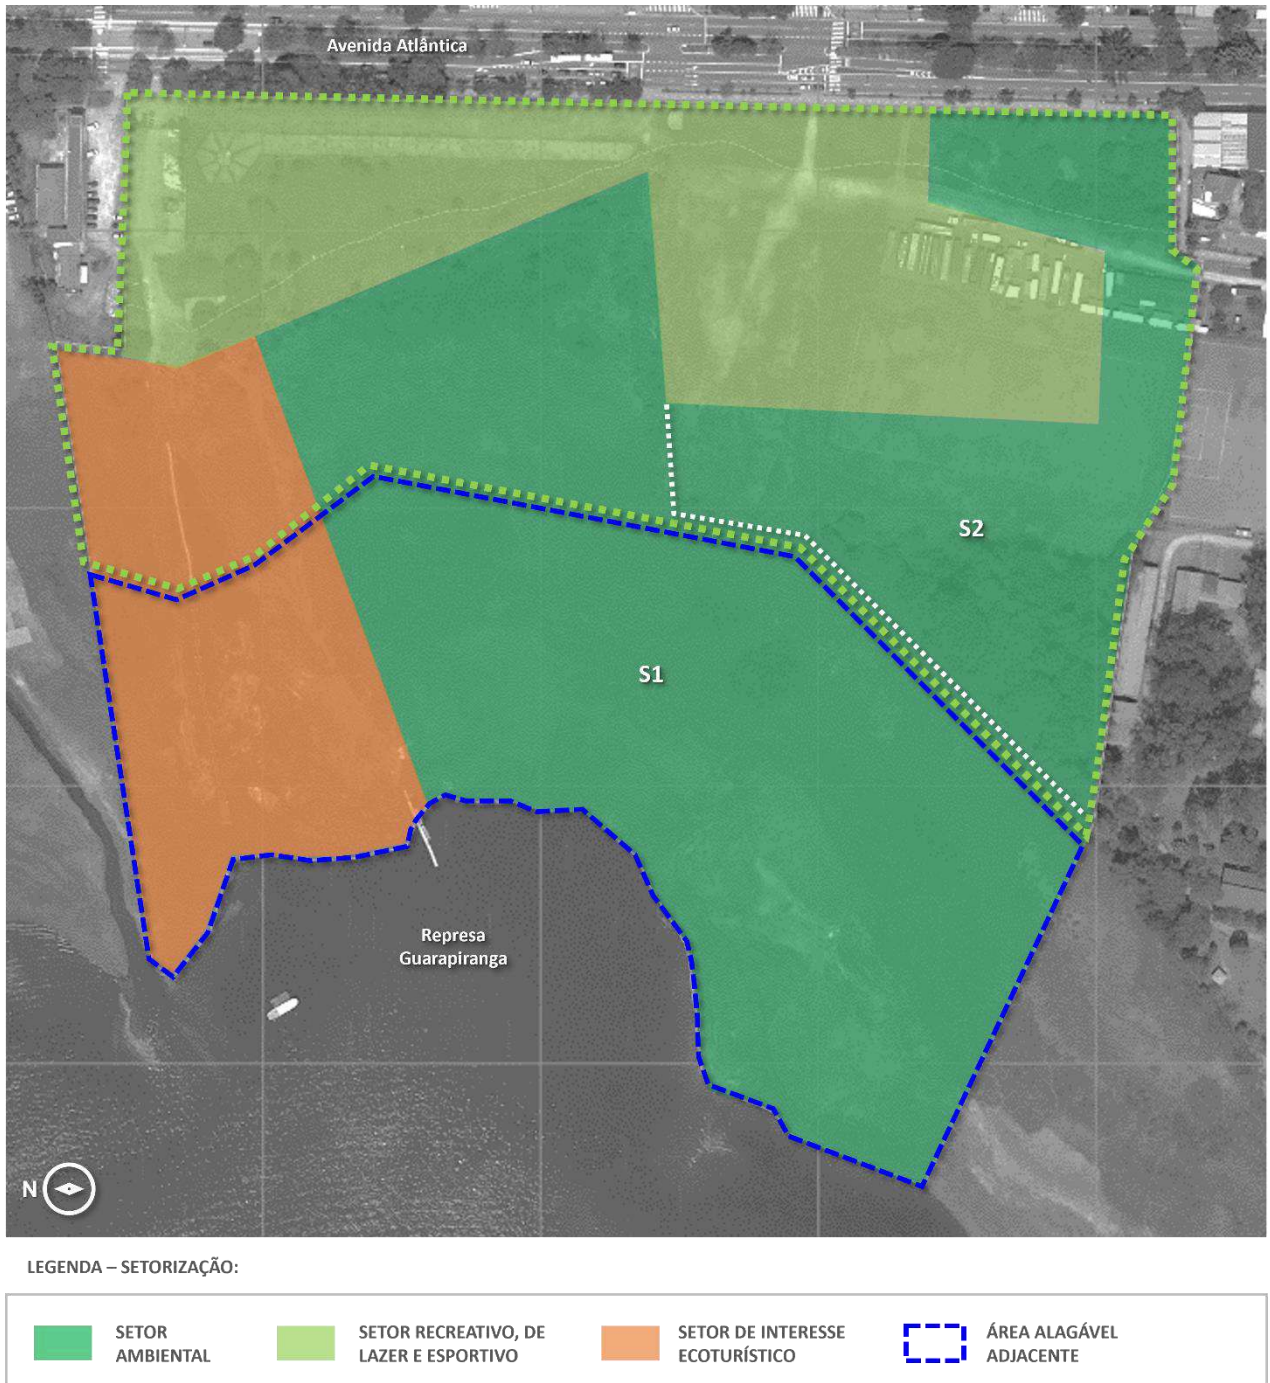 Avenida Atlântica
S2
S1
Represa
Guarapiranga
N
LEGENDA – SETORIZAÇÃO:
SETOR
AMBIENTAL
SETOR RECREATIVO, DE
LAZER E ESPORTIVO
SETOR DE INTERESSE
ECOTURÍSTICO
ÁREA ALAGÁVEL
ADJACENTE